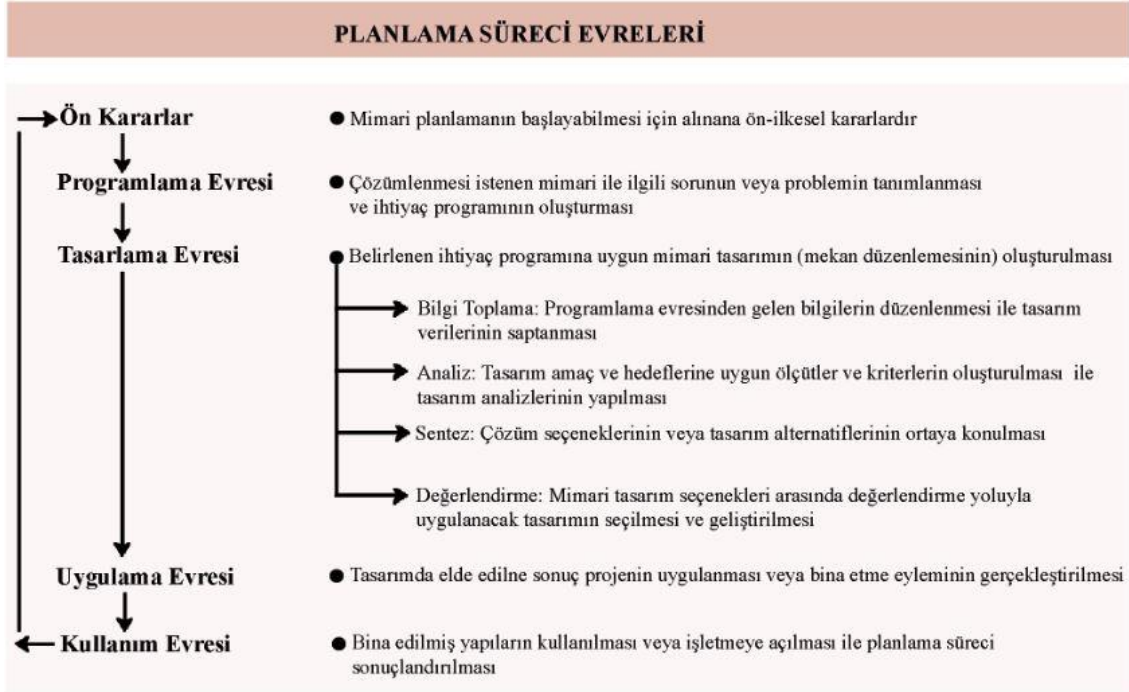 PLANLAMA SÜRECİ EVRELERİ
Ön Kararlar
● Mimari planlamanın başlayabilmesi için alınana ön-ilkesel kararlardır
Programlama Evresi
● Çözümlenmesi istenen mimari ile ilgili sorunun veya problemin tanımlanması
ve ihtiyaç programının oluşturması
Tasarlama Evresi
● Belirlenen ihtiyaç programına uygun mimari tasarımın (mekan düzenlemesinin) oluşturulması
Bilgi Toplama: Programlama evresinden gelen bilgilerin düzenlenmesi ile tasarım
verilerinin saptanması
Analiz: Tasarım amaç ve hedeflerine uygun ölçütler ve kriterlerin oluşturulması ile
tasarım analizlerinin yapılması
Sentez: Çözüm seçeneklerinin veya tasarım alternatiflerinin ortaya konulması
Değerlendirme: Mimari tasarım seçenekleri arasında değerlendirme yoluyla
uygulanacak tasarımın seçilmesi ve geliştirilmesi
Uygulama Evresi
● Tasarımda elde edilne sonuç projenin uygulanması veya bina etme eyleminin gerçekleştirilmesi
Kullanım Evresi
● Bina edilmiş yapıların kullanılması veya işletmeye açılması ile planlama süreci
sonuçlandırılması